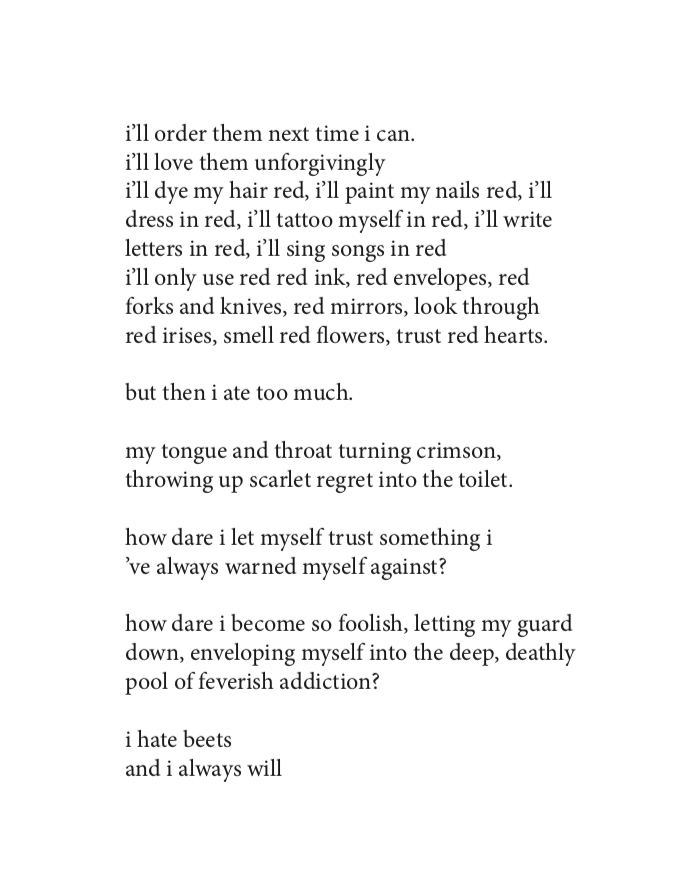 i’ll order them next time i can.
i’ll love them unforgivingly
i’ll dye my hair red, i’ll paint my nails red, i’ll
dress in red, i’ll tattoo myself in red, i’ll write
letters in red, i’ll sing songs in red
i’ll only use red red ink, red envelopes, red
forks and knives, red mirrors, look through
red irises, smell red flowers, trust red hearts.
but then i ate too much.
my tongue and throat turning crimson,
throwing up scarlet regret into the toilet.
how dare i let myself trust something i
’ve always warned myself against?
how dare i become so foolish, letting my guard
down, enveloping myself into the deep, deathly
pool of feverish addiction?
i hate beets
and i always will